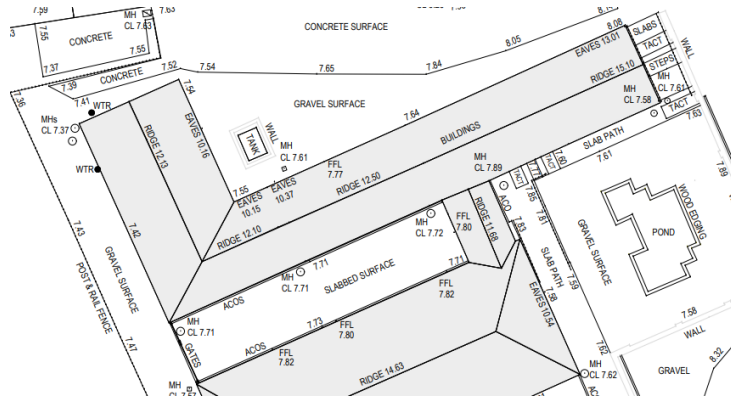 7.59
7.63
MH
CL 7.63
7.55
CONCRETE
7.55
7.37
CONCRETE SURFACE
8.08
SLABS
TACT
STEPS
WALL
EAVES 13.01
RIDGE 15.10
8.05
7.84
7.65
7.54
7.52
CONCRETE
7.39
7.41
7.36
WTR
MHs
CL 7.37
WTR
7.54
EAVES 10.16
RIDGE 12.13
GRAVEL SURFACE
7.64
WALL
TANK
MH
CL 7.61
FFL
7.77
BUILDINGS
MH
CL 7.58
MH
CL 7.61
TACT
7.63
SLAB PATH
7.61
7.60
TACT
7.77
TACT
7.85
7.81
7.89
MH
CL 7.89
7.55
EAVES
10.15
EAVES
10.37
RIDGE 12.50
RIDGE 12.10
7.42
7.43
GRAVEL SURFACE
POST & RAIL FENCE
7.47
RIDGE 11.68
ACO
7.83
FFL
7.80
MH
CL 7.72
WOOD EDGING
POND
GRAVEL SURFACE
SLAB PATH
7.59
7.58
EAVES 10.54
7.71
SLABBED SURFACE
MH
CL 7.71
7.71
FFL
7.82
ACOS
MH
CL 7.71
GATES
ACOS
7.73
FFL
7.80
FFL
7.82
RIDGE 14.63
7.58
WALL
7.62
MH
CL 7.62
GRAVEL
8.32
MH